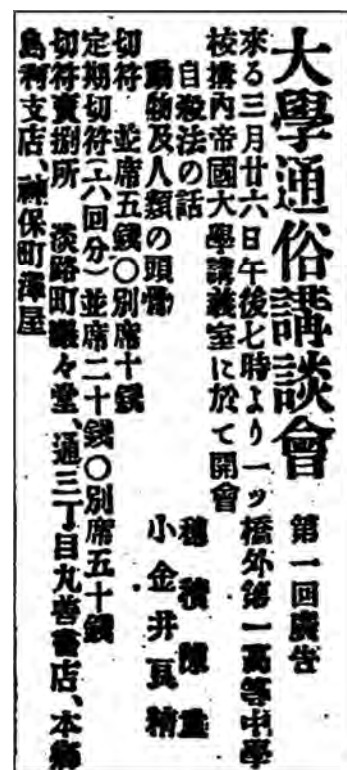 大學通俗講談會 第一回廣告
來る三月廿六日午後七時より一ツ橋外第一高等中學
校搆內帝國大學講義室に於て開會
自殺法の話 穗積陳重
動物及人類の頭骨 小金井良精
切符 並席五錢〇別席十錢
定期切符(六回分)並席二十錢〇別席五十錢
切符賣捌所 淡路町巖々堂、通三丁目丸善書店、本鄕
島利支店、神保町澤屋